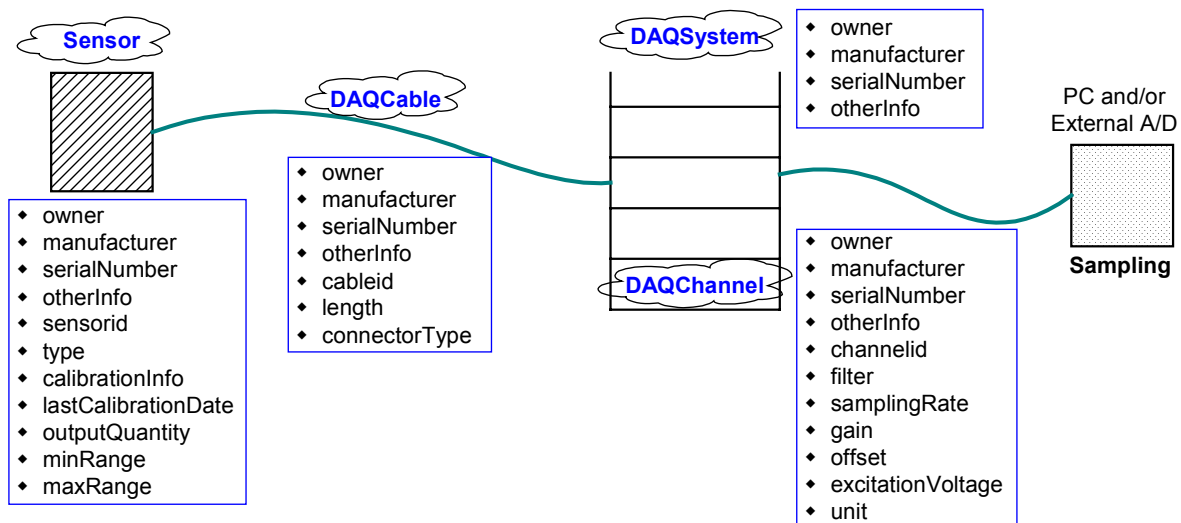 Sensor
DAQCable
DAQSystem
◆ owner
◆ manufacturer
◆ serialNumber
◆ otherInfo
PC and/or
External A/D
Sampling
◆ owner
◆ manufacturer
◆ serialNumber
◆ otherInfo
◆ sensorid
◆ type
◆ calibrationInfo
◆ lastCalibrationDate
◆ outputQuantity
◆ minRange
◆ maxRange
◆ owner
◆ manufacturer
◆ serialNumber
◆ otherInfo
◆ cableid
◆ length
◆ connectorType
DAQChannel
◆ owner
◆ manufacturer
◆ serialNumber
◆ otherInfo
◆ channelid
◆ filter
◆ samplingRate
◆ gain
◆ offset
◆ excitationVoltage
◆ unit